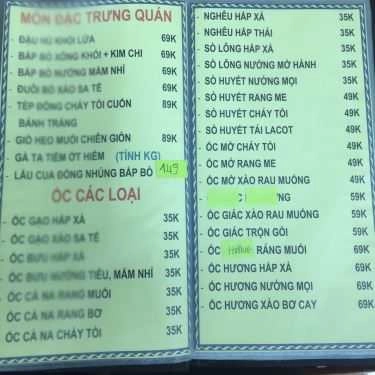 MÓN ĐẶC TRƯNG QUÁN
- ĐẬU HỦ KHÓI LỬA 69K
- BẮP BÒ XÔNG KHÓI + KIM CHI 69K
- BẮP BÒ NƯỚNG MẮM NHĨ 69K
- ĐUÔI BÒ XÀO SA TẾ 69K
- TÉP ĐỒNG CHÁY TỎI CUỐN 89K
BÁNH TRÁNG
- GIÒ HEO MUỐI CHIÊN GIÒN 89K
- GÀ TA TIỀM ỚT HIỂM (TÍNH KG)
- LẨU CUA ĐỒNG NHÚNG BẮP BÒ 149
ỐC CÁC LOẠI
- ỐC GẠO HẤP XẢ 35K
- ỐC GẠO XÀO SA TẾ 35K
- ỐC BƯU HẤP XẢ 35K
- ỐC BƯU NƯỚNG TIÊU, MẮM NHĨ 35K
- ỐC CÀ NA RANG MUỐI 35K
- ỐC CÀ NA RANG BƠ 35K
- ỐC CÀ NA CHÁY TỎI 35K
- NGHÊU HẤP XẢ 35K
- NGHÊU HẤP THÁI 35K
- SÒ LÔNG HẤP XẢ 35K
- SÒ LÔNG NƯỚNG MỠ HÀNH 35K
- SÒ HUYẾT NƯỚNG MỌI 35K
- SÒ HUYẾT RANG ME 49K
- SÒ HUYẾT CHÁY TỎI 49K
- SÒ HUYẾT TÁI LACOT 49K
- ỐC MỠ CHÁY TỎI 49K
- ỐC MỠ RANG ME 49K
- ỐC MỠ XÀO RAU MUỐNG 49K
59K
- ỐC GIÁC XÀO RAU MUỐNG 59K
- ỐC GIÁC TRỘN GỎI 59K
- ỐC RANG MUỐI 69K
- ỐC HƯƠNG HẤP XẢ 69K
- ỐC HƯƠNG NƯỚNG MỌI 69K
- ỐC HƯƠNG XÀO BƠ CAY 69K